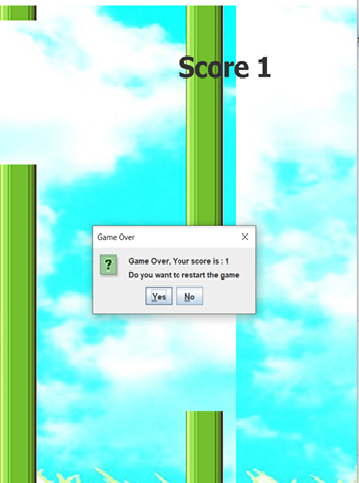 Score 1
Game Over
Game Over, Your score is : 1
Do you want to restart the game
Yes
No